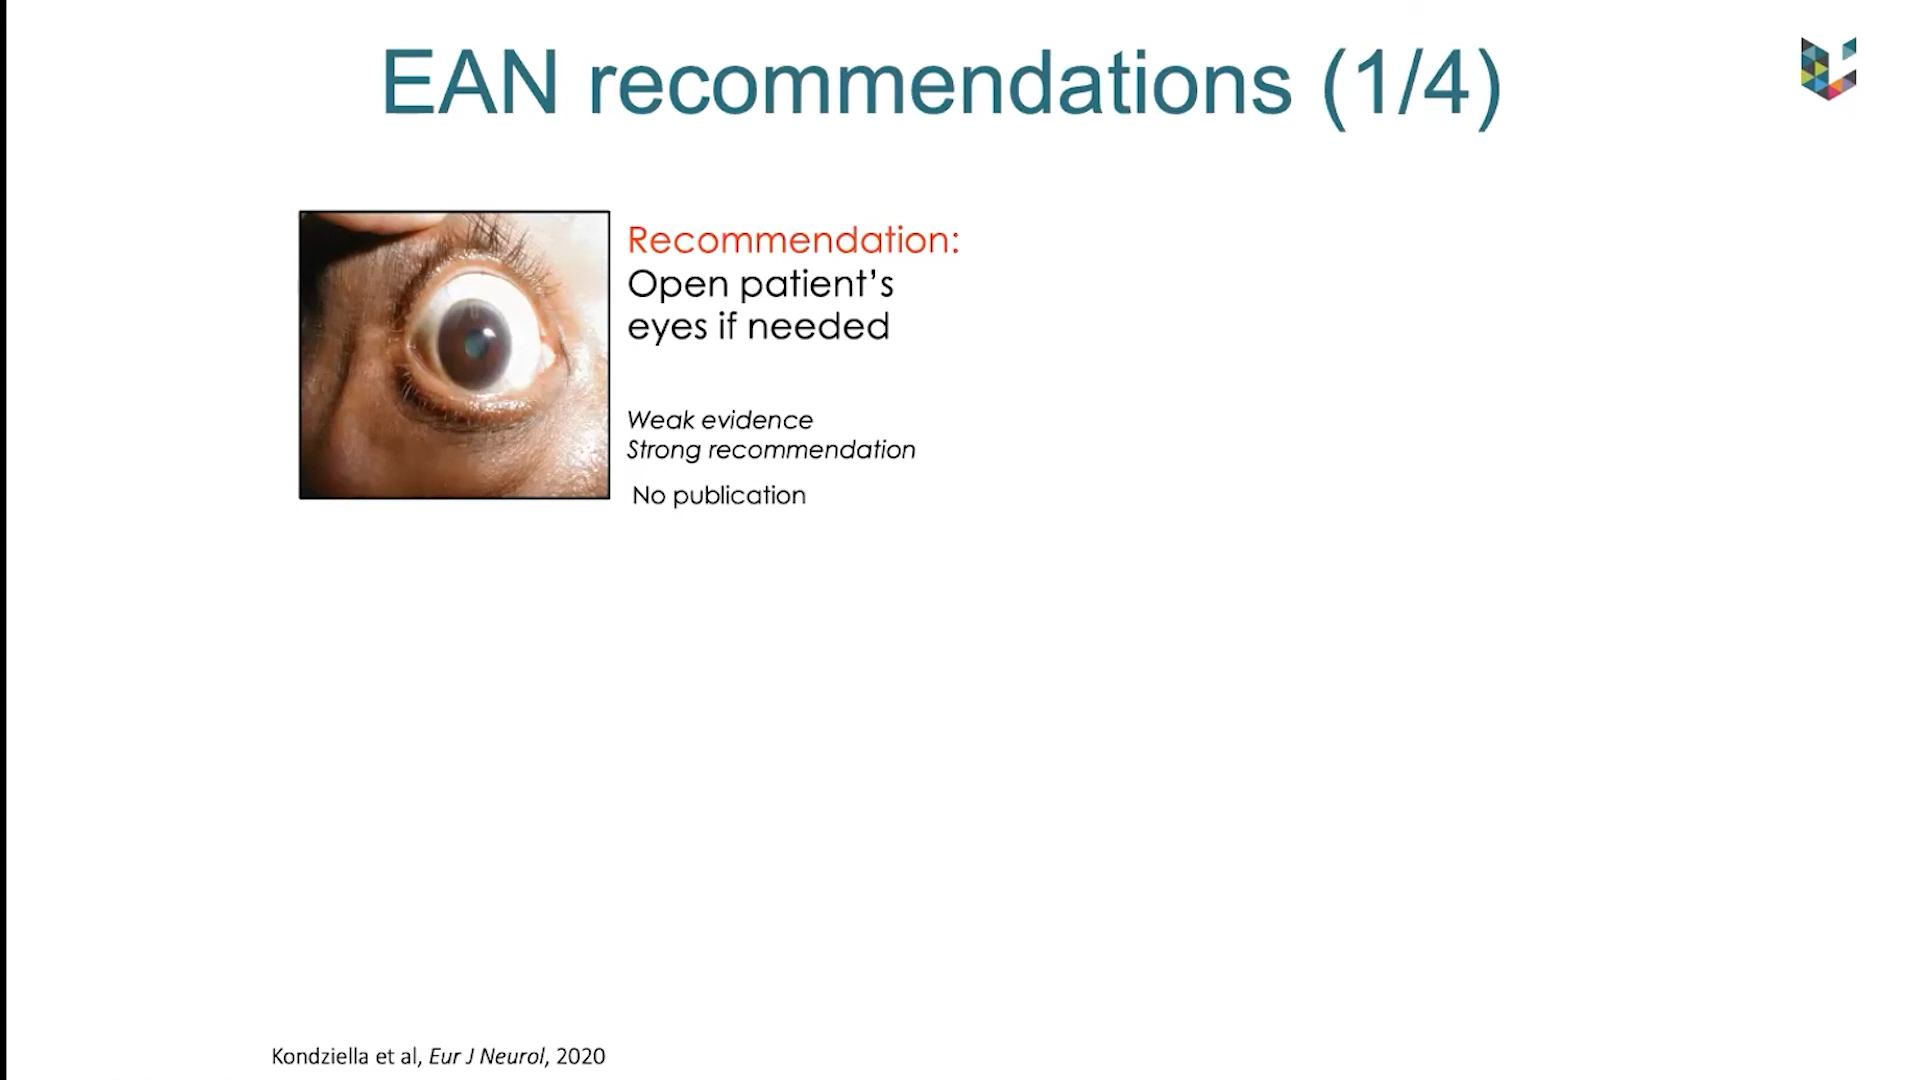 EAN recommendations (1/4)
Recommendation:
Open patient’s
eyes if needed
Weak evidence
Strong recommendation
No publication
Kondziella et al, Eur J Neurol, 2020